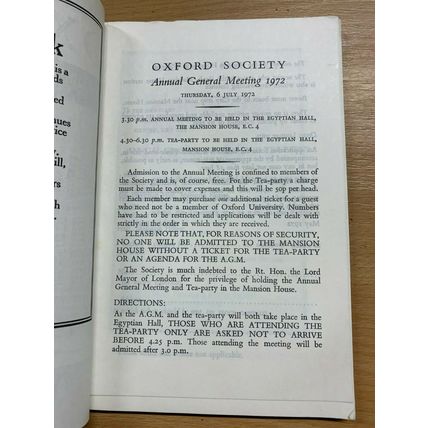 k
is a
ds
ed
nues
ice
y,
ill,
ers
k
OXFORD SOCIETY
Annual General Meeting 1972
THURSDAY, 6 JULY 1972
3.30 p.m. ANNUAL MEETING TO BE HELD IN THE EGYPTIAN HALL,
THE MANSION HOUSE, E.C. 4
4.30-6.30 p.m. TEA-PARTY TO BE HELD IN THE EGYPTIAN HALL,
MANSION HOUSE, E.C. 4
Admission to the Annual Meeting is confined to members of
the Society and is, of course, free. For the Tea-party a charge
must be made to cover expenses and this will be 50p per head.
Each member may purchase one additional ticket for a guest
who need not be a member of Oxford University. Numbers
have had to be restricted and applications will be dealt with
strictly in the order in which they are received.
PLEASE NOTE THAT, FOR REASONS OF SECURITY,
NO ONE WILL BE ADMITTED TO THE MANSION
HOUSE WITHOUT A TICKET FOR THE TEA-PARTY
OR AN AGENDA FOR THE A.G.M.
The Society is much indebted to the Rt. Hon. the Lord
Mayor of London for the privilege of holding the Annual
General Meeting and Tea-party in the Mansion House.
DIRECTIONS:
As the A.G.M. and the tea-party will both take place in the
Egyptian Hall, THOSE WHO ARE ATTENDING THE
TEA-PARTY ONLY ARE ASKED NOT TO ARRIVE
BEFORE 4.25 p.m. Those attending the meeting will be
admitted after 3.0 p.m.